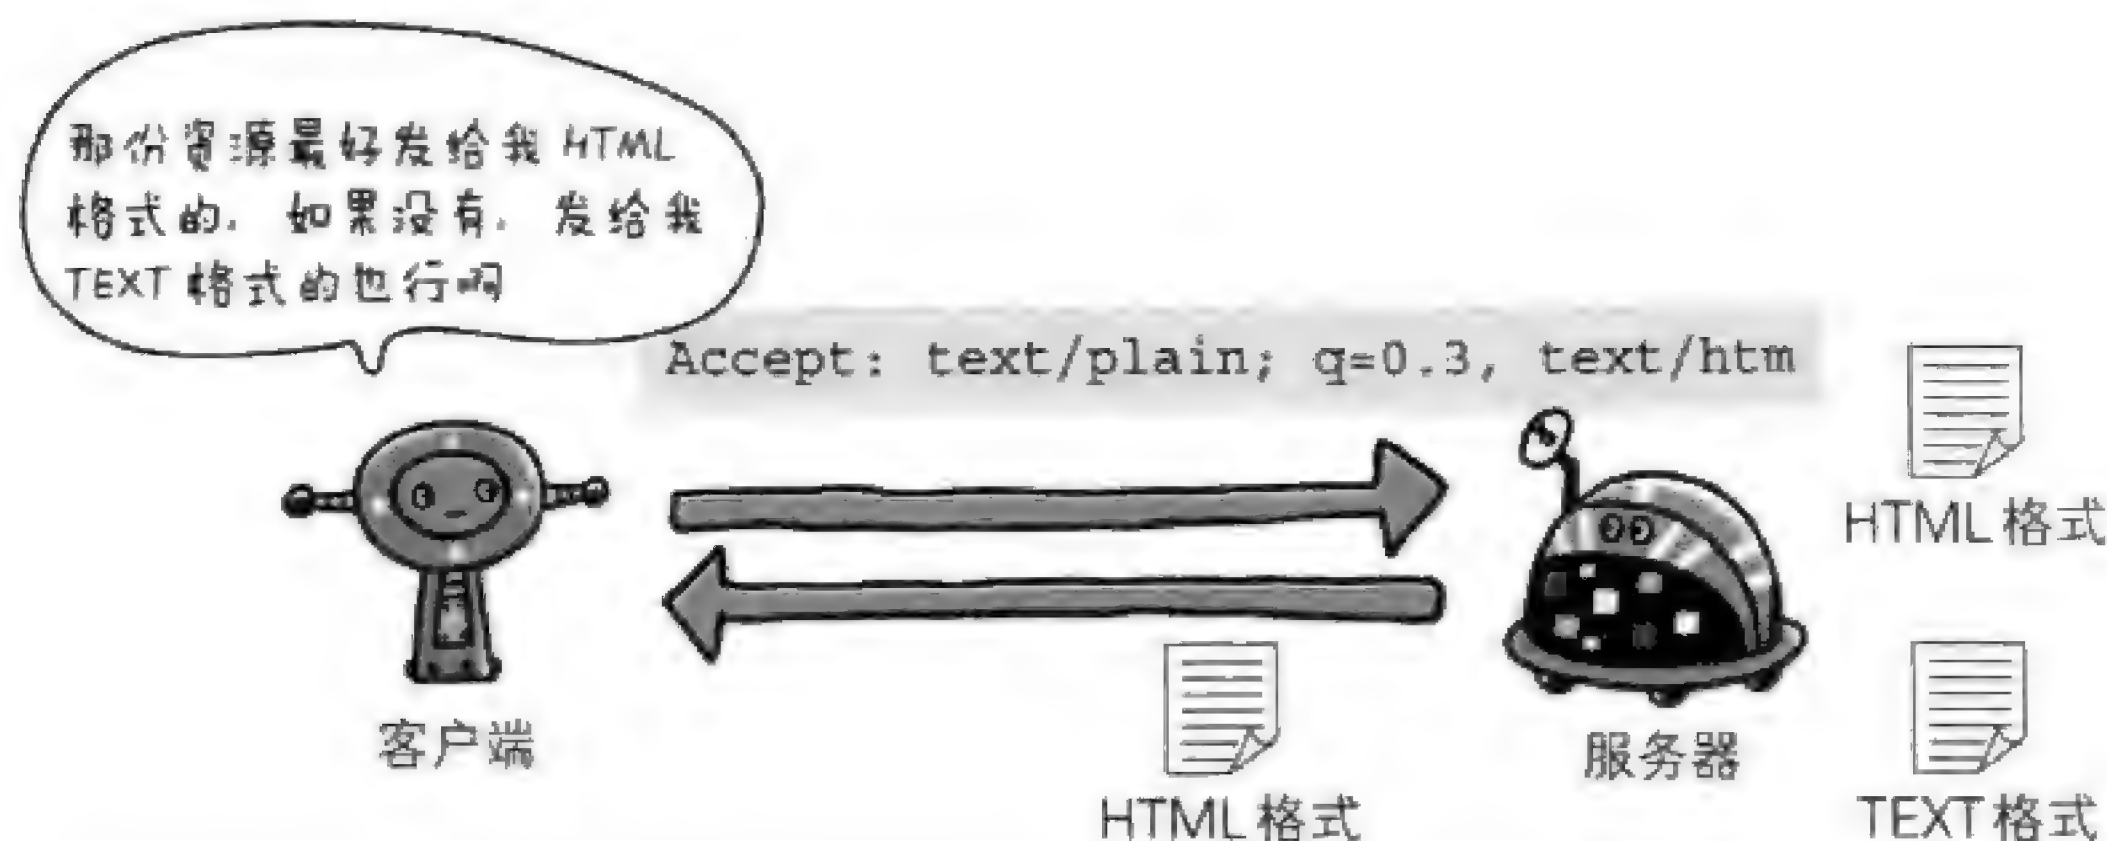 那份资源最好发给我 HTML
格式的，如果没有，发给我
TEXT 格式的也行啊
Accept: text/plain; q=0.3, text/htm
HTML 格式
客户端
服务器
HTML 格式
TEXT 格式